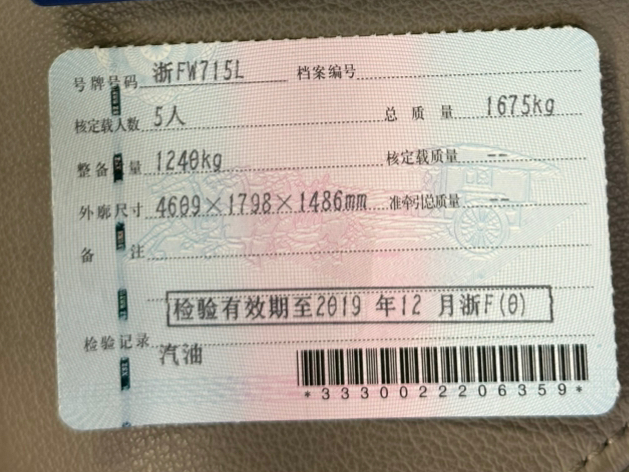 号牌号码 浙FW715L 档案编号
核定载人数 5人 总质量 1675kg
整备质量 1240kg 核定载质量 --
外廓尺寸 4609×1798×1486mm 准牵引总质量 --
备注
检验有效期至2019 年12 月浙F(0)
检验记录
汽油
*3330022206359*